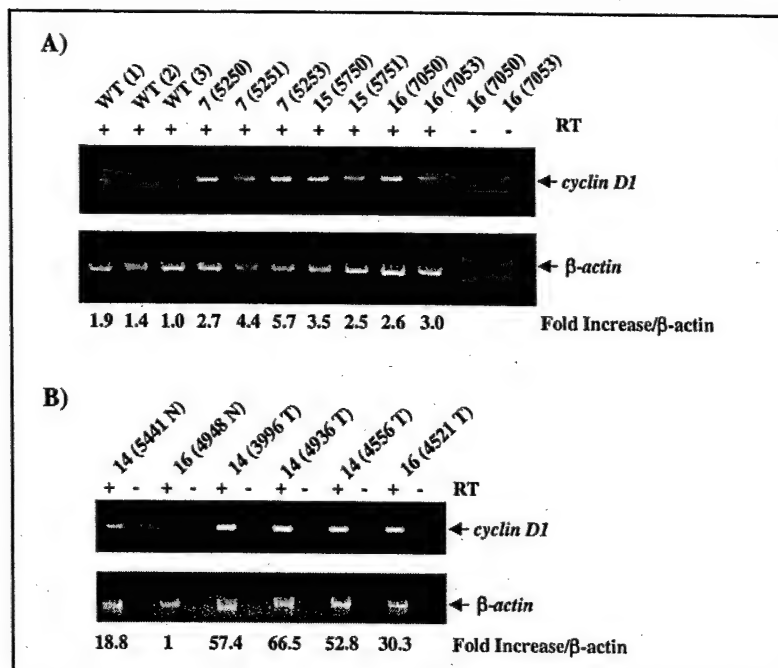 A)
WT (1) WT (2) WT (3) 7 (5250) 7 (5251) 7 (5253) 15 (5750) 15 (5751) 16 (7050) 16 (7053) 16 (7050) 16 (7053)
+ + + + + + + + + + - - RT
cyclin D1
β-actin
1.9 1.4 1.0 2.7 4.4 5.7 3.5 2.5 2.6 3.0 Fold Increase/β-actin
B)
14 (5441 N) 16 (4948 N) 14 (3996 T) 14 (4936 T) 14 (4556 T) 16 (4521 T)
+ - + - + - + - + - + - RT
cyclin D1
β-actin
18.8 1 57.4 66.5 52.8 30.3 Fold Increase/β-actin